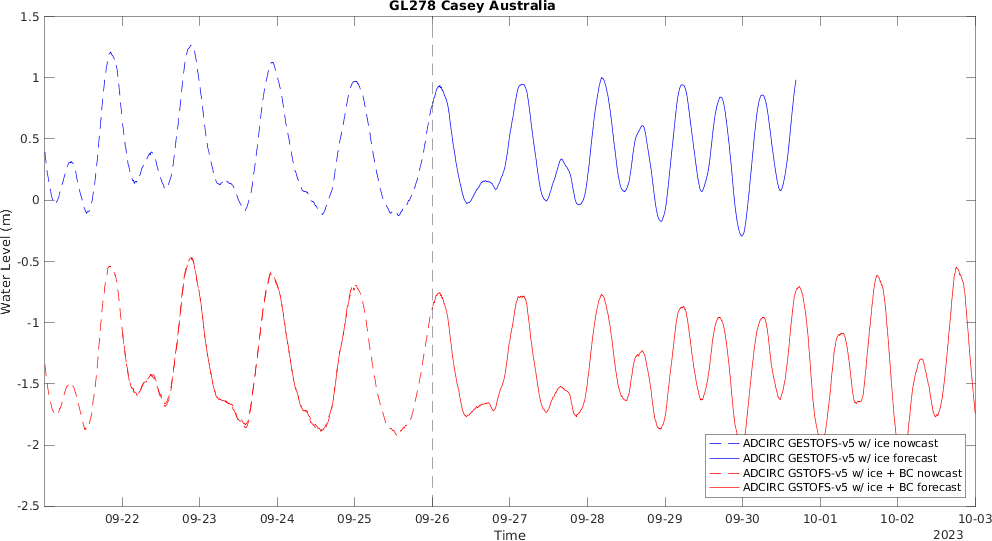 GL278 Casey Australia
1.5
1
0.5
0
-0.5
-1
-1.5
-2
-2.5
Water Level (m)
ADCIRC GESTOFS-v5 w/ ice nowcast
ADCIRC GESTOFS-v5 w/ ice forecast
ADCIRC GSTOFS-v5 w/ ice + BC nowcast
ADCIRC GSTOFS-v5 w/ ice + BC forecast
09-22 09-23 09-24 09-25 09-26 09-27 09-28 09-29 09-30 10-01 10-02 10-03
Time
2023